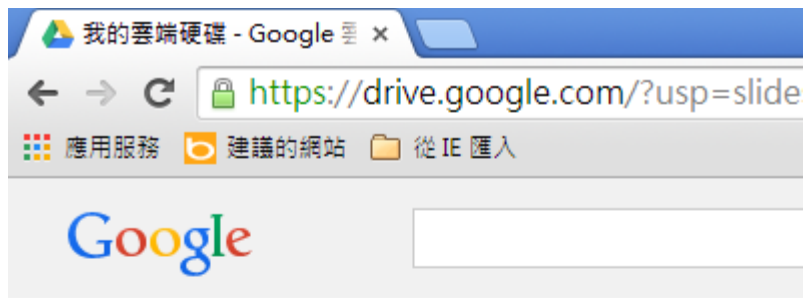 我的雲端硬碟 - Google 雲
https://drive.google.com/?usp=slide
應用服務 建議的網站 從 IE 匯入
Google